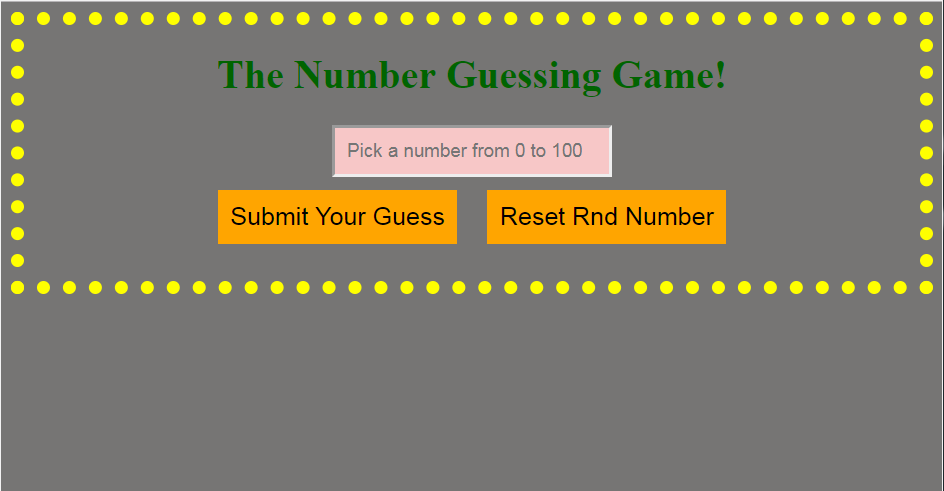 The Number Guessing Game!
Pick a number from 0 to 100
Submit Your Guess
Reset Rnd Number